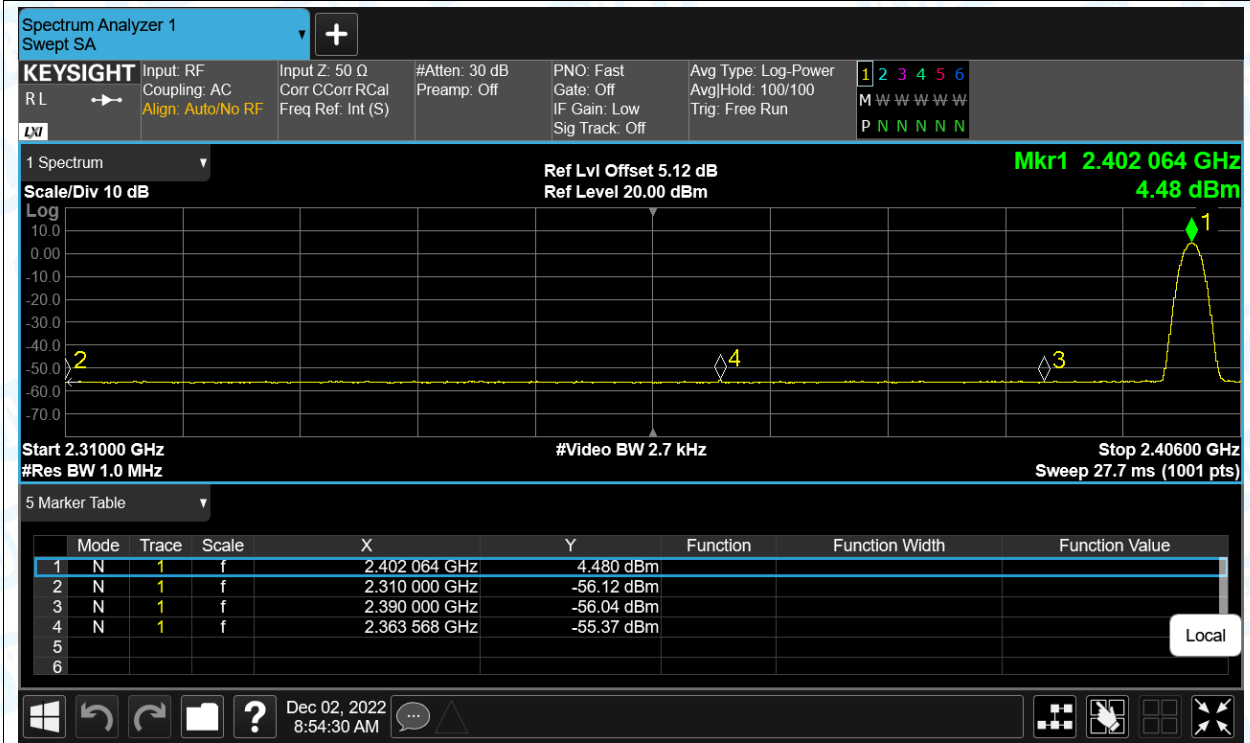 Spectrum Analyzer 1
Swept SA
+
KEYSIGHT
R L
LXI
Input: RF
Coupling: AC
Align: Auto/No RF
Input Z: 50 Ω
Corr CCorr RCal
Freq Ref: Int (S)
#Atten: 30 dB
Preamp: Off
PNO: Fast
Gate: Off
IF Gain: Low
Sig Track: Off
Avg Type: Log-Power
Avg|Hold: 100/100
Trig: Free Run
1 2 3 4 5 6
M W W W W W
P N N N N N N
1 Spectrum
Scale/Div 10 dB
Ref Lvl Offset 5.12 dB
Ref Level 20.00 dBm
Mkr1 2.402 064 GHz
4.48 dBm
Log
10.0
0.00
-10.0
-20.0
-30.0
-40.0
-50.0
-60.0
-70.0
1
2
4
3
Start 2.31000 GHz
#Video BW 2.7 kHz
Stop 2.40600 GHz
#Res BW 1.0 MHz
Sweep 27.7 ms (1001 pts)
5 Marker Table
Mode Trace Scale X Y Function Function Width Function Value
1 N 1 f 2.402 064 GHz 4.480 dBm
2 N 1 f 2.310 000 GHz -56.12 dBm
3 N 1 f 2.390 000 GHz -56.04 dBm
4 N 1 f 2.363 568 GHz -55.37 dBm
5
6
Local
?
Dec 02, 2022
8:54:30 AM